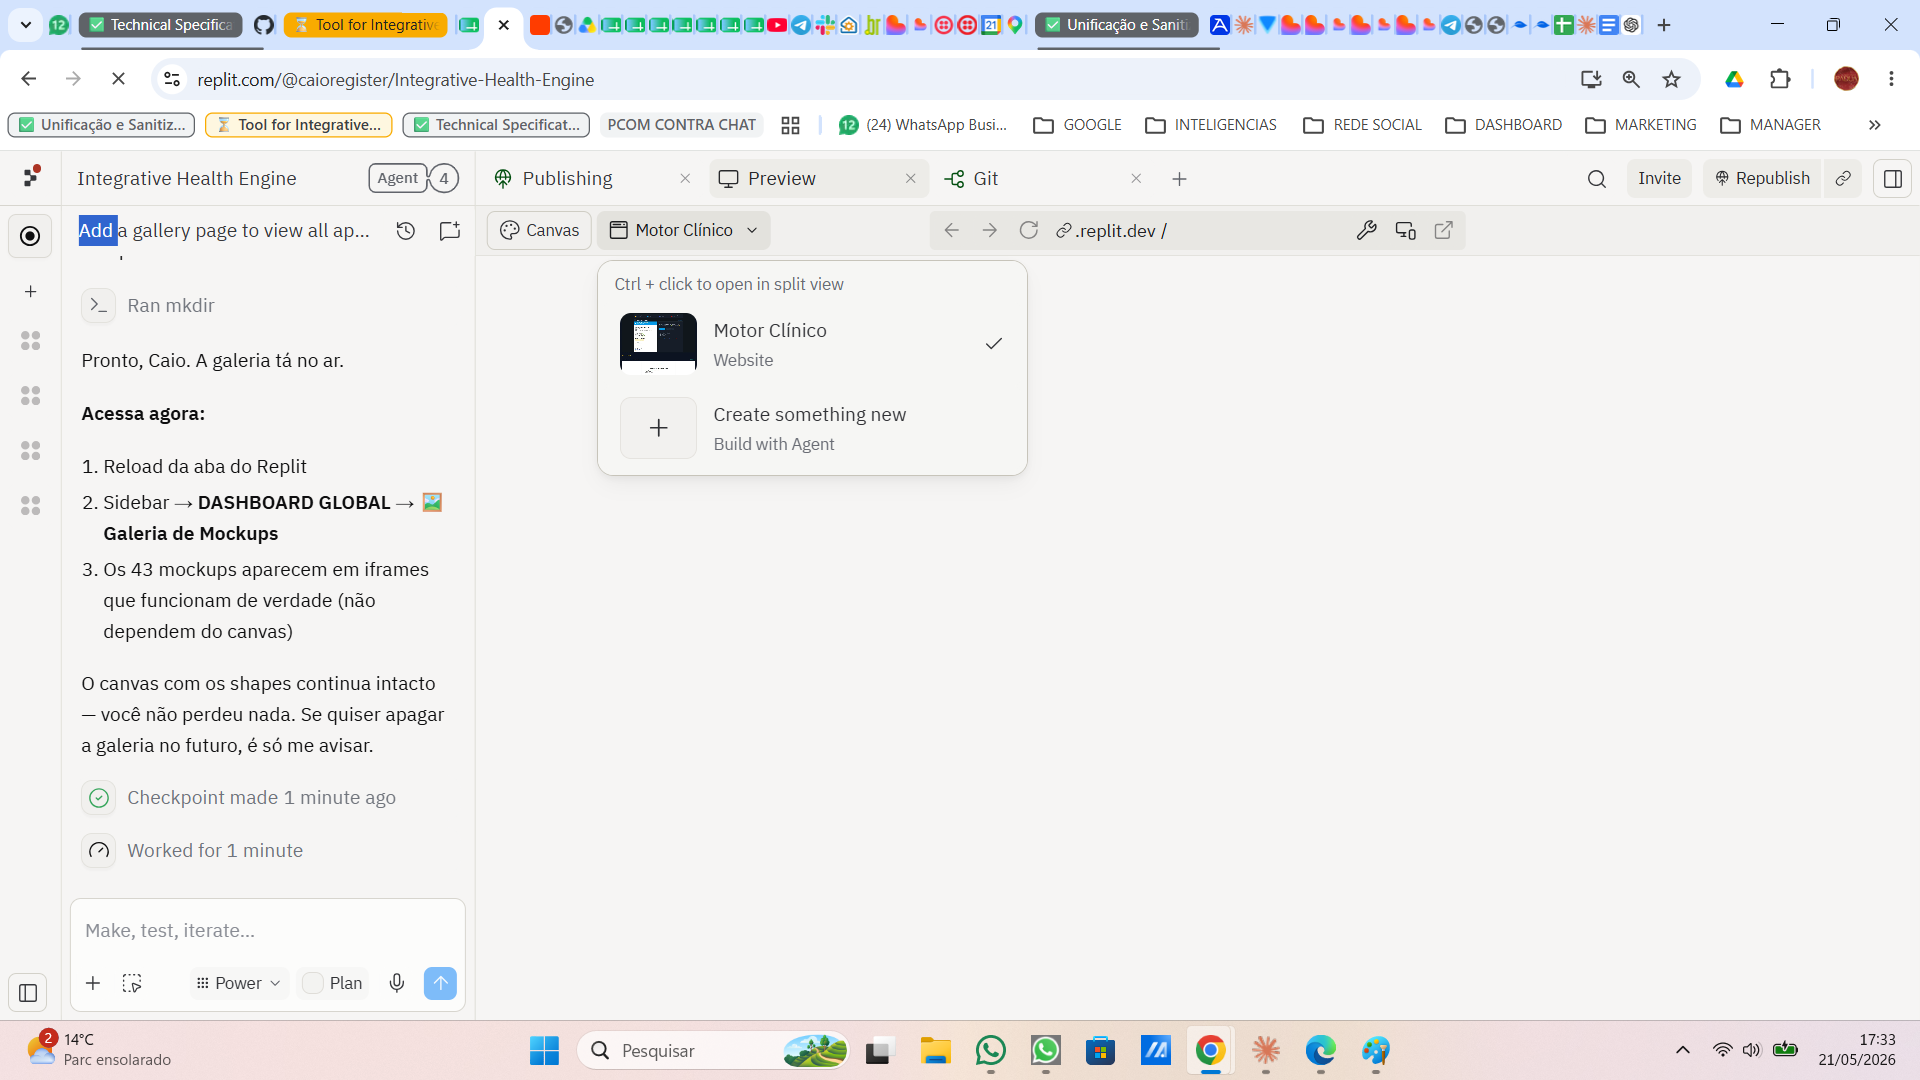 Technical Specifica
Tool for Integrative
Unificação e Saniti
replit.com/@caioregister/Integrative-Health-Engine
Unificação e Sanitiz...
Tool for Integrative...
Technical Specificat...
PCOM CONTRA CHAT
(24) WhatsApp Busi...
GOOGLE
INTELIGENCIAS
REDE SOCIAL
DASHBOARD
MARKETING
MANAGER
Integrative Health Engine
Agent 4
Publishing
Preview
Git
Invite
Republish
Add a gallery page to view all ap...
Canvas
Motor Clínico
.replit.dev /
Ctrl + click to open in split view
Motor Clínico
Website
Create something new
Build with Agent
Ran mkdir
Pronto, Caio. A galeria tá no ar.
Acessa agora:
1. Reload da aba do Replit
2. Sidebar → DASHBOARD GLOBAL → 🖼️
Galeria de Mockups
3. Os 43 mockups aparecem em iframes
que funcionam de verdade (não
dependem do canvas)
O canvas com os shapes continua intacto
— você não perdeu nada. Se quiser apagar
a galeria no futuro, é só me avisar.
Checkpoint made 1 minute ago
Worked for 1 minute
Make, test, iterate...
Power
Plan
2
14°C
Parc ensolarado
Pesquisar
17:33
21/05/2026